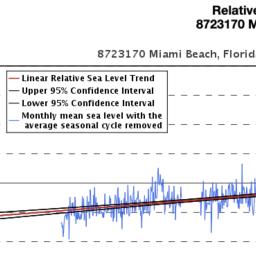 Relative
8723170 M
8723170 Miami Beach, Florida
Linear Relative Sea Level Trend
Upper 95% Confidence Interval
Lower 95% Confidence Interval
Monthly mean sea level with the
average seasonal cycle removed